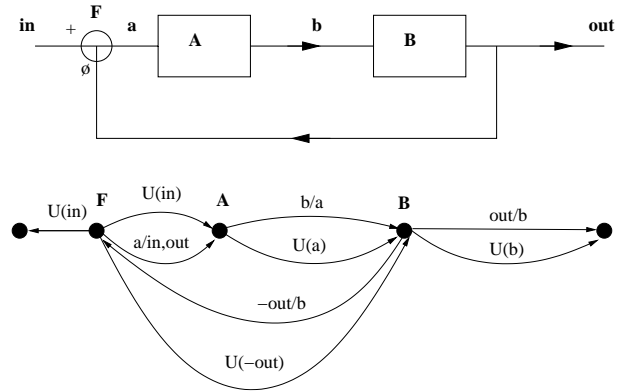 in
F
+
a
A
b
B
out
ø
U(in)
F
U(in)
A
b/a
B
out/b
a/in,out
U(a)
U(b)
−out/b
U(−out)